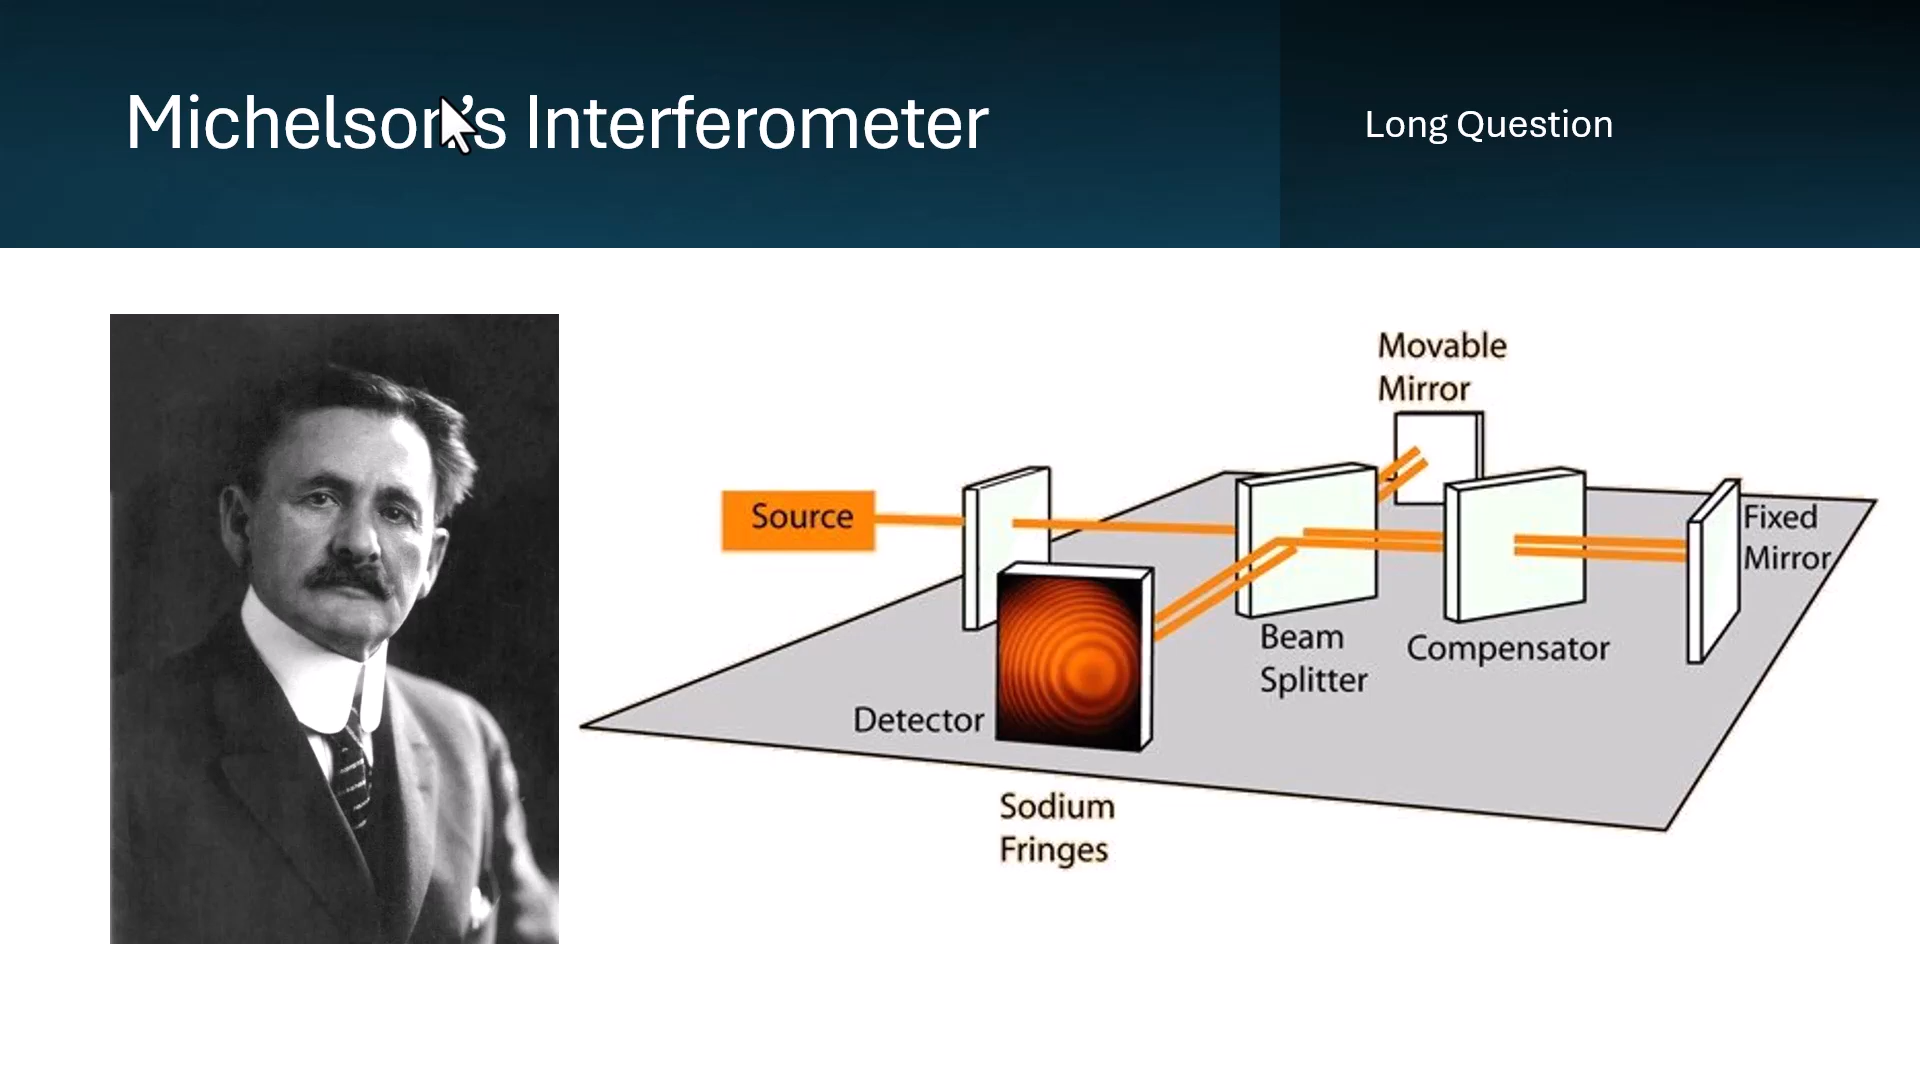 Michelson's Interferometer
Long Question
Movable
Mirror
Source
Fixed
Mirror
Beam
Splitter
Compensator
Detector
Sodium
Fringes